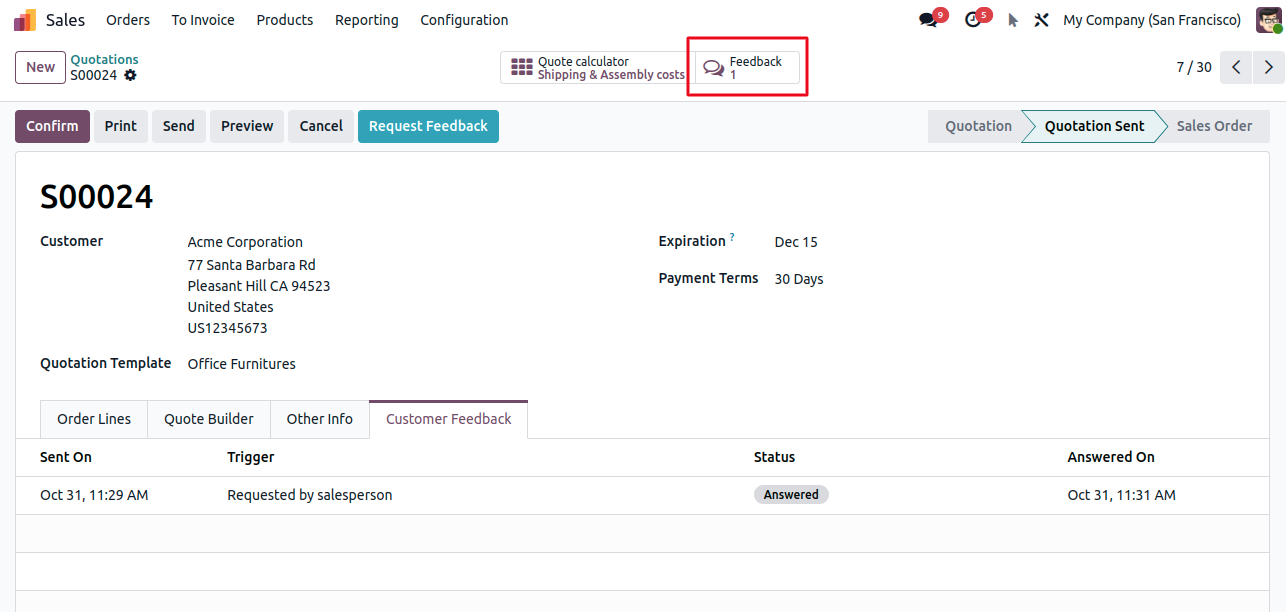 Sales Orders To Invoice Products Reporting Configuration 9 5 My Company (San Francisco)
New Quotations S00024
Quote calculator
Shipping & Assembly costs
Feedback
1
7 / 30
Confirm Print Send Preview Cancel Request Feedback Quotation Quotation Sent Sales Order
S00024
Customer Acme Corporation
77 Santa Barbara Rd
Pleasant Hill CA 94523
United States
US12345673
Expiration ? Dec 15
Payment Terms 30 Days
Quotation Template Office Furnitures
Order Lines Quote Builder Other Info Customer Feedback
Sent On Trigger Status Answered On
Oct 31, 11:29 AM Requested by salesperson Answered Oct 31, 11:31 AM